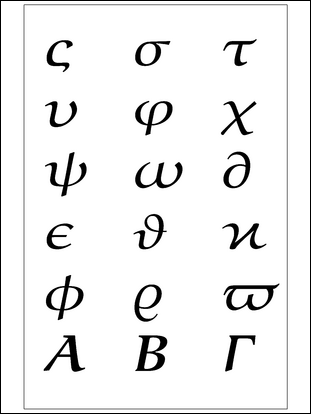 ς σ τ
υ φ χ
ψ ω ∂
ϵ ϑ ϰ
ϕ ϱ ϖ
Α Β Γ